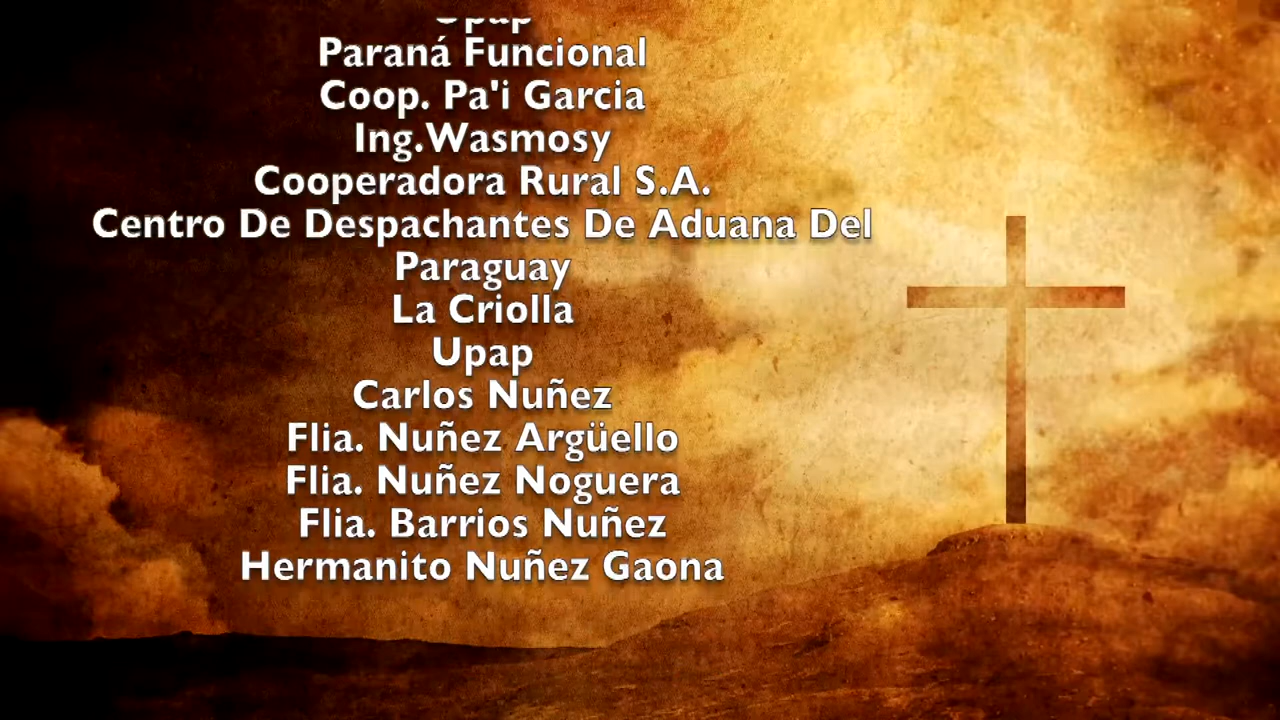 Paraná Funcional
Coop. Pa'i Garcia
Ing.Wasmosy
Cooperadora Rural S.A.
Centro De Despachantes De Aduana Del
Paraguay
La Criolla
Upap
Carlos Nuñez
Flia. Nuñez Argüello
Flia. Nuñez Noguera
Flia. Barrios Nuñez
Hermanito Nuñez Gaona